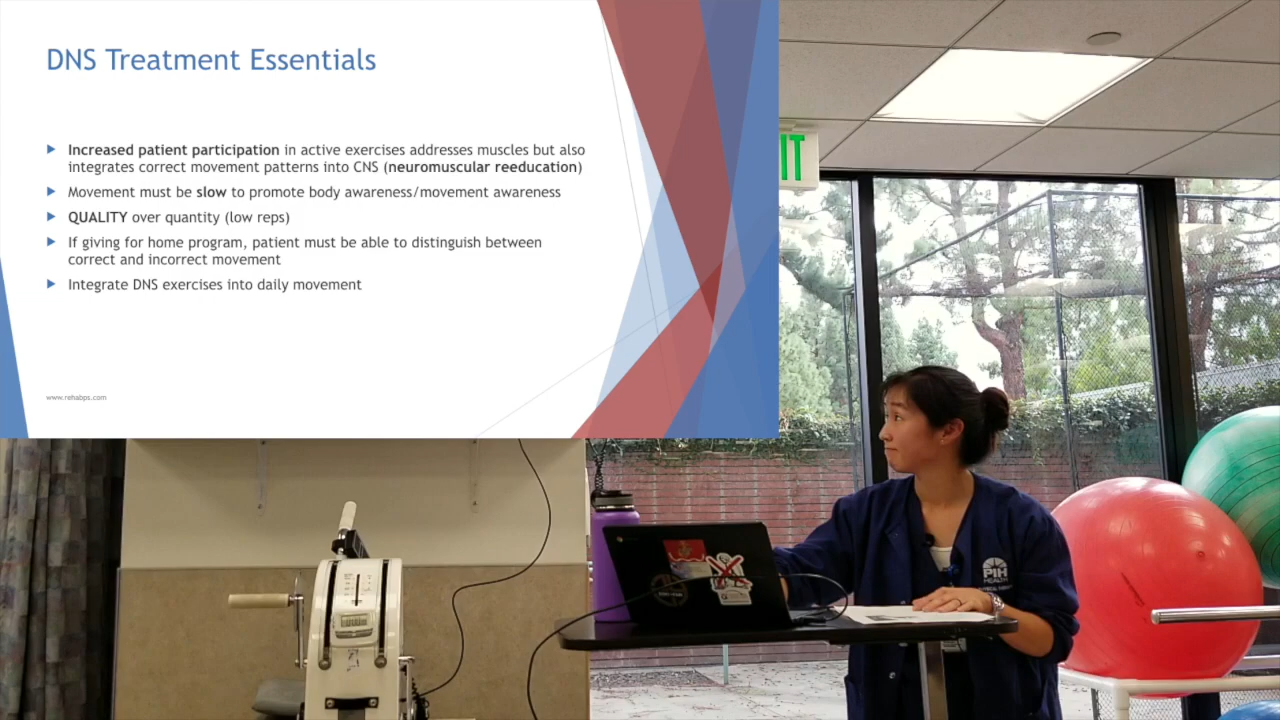 DNS Treatment Essentials
Increased patient participation in active exercises addresses muscles but also
integrates correct movement patterns into CNS (neuromuscular reeducation)
Movement must be slow to promote body awareness/movement awareness
QUALITY over quantity (low reps)
If giving for home program, patient must be able to distinguish between
correct and incorrect movement
Integrate DNS exercises into daily movement
www.rehabps.com
IT
PIH
HEALTH